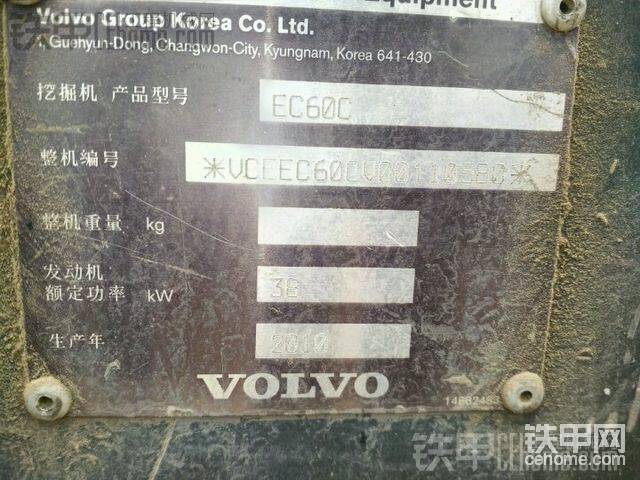 Equipment
Volvo Group Korea Co. Ltd.
Guehyun-Dong, Changwon-City, Kyungnam, Korea 641-430
挖掘机 产品型号 EC60C
整机编号
整机重量 kg
发动机
额定功率 kW 36
生产年 2010
VOLVO
铁甲网
cehome.com